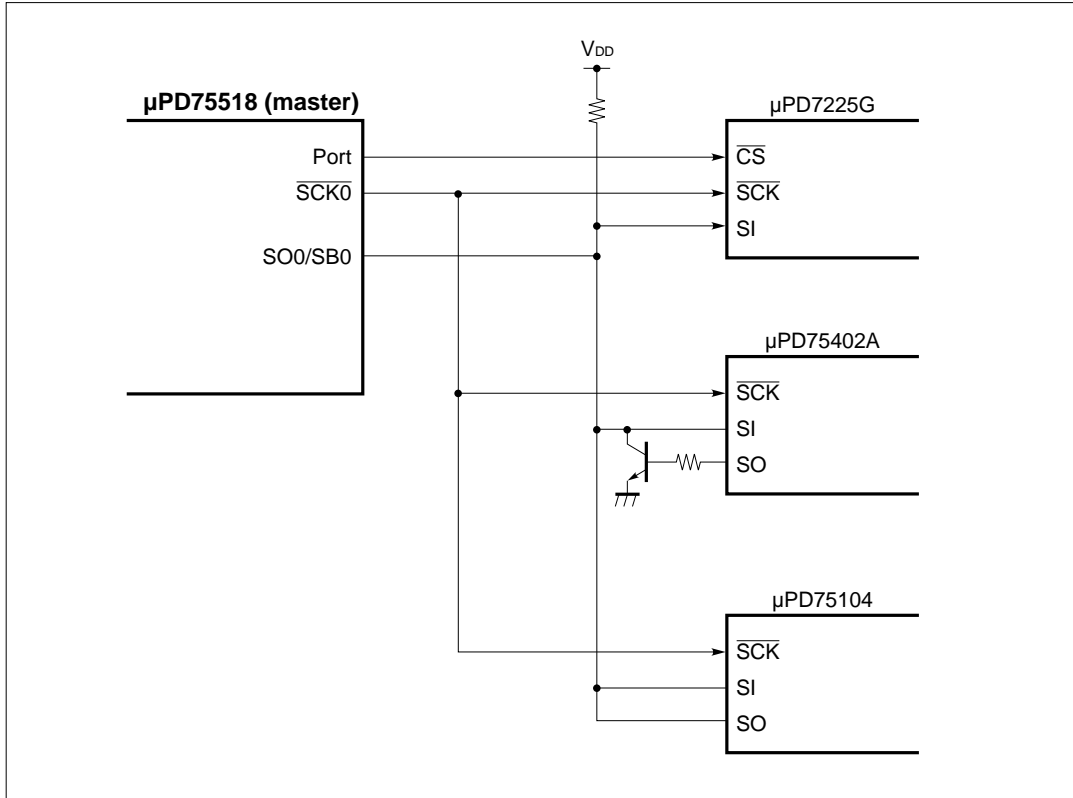 VDD
µPD75518 (master)
µPD7225G
Port
CS
SCK0
SCK
SI
SO0/SB0
µPD75402A
SCK
SI
SO
µPD75104
SCK
SI
SO